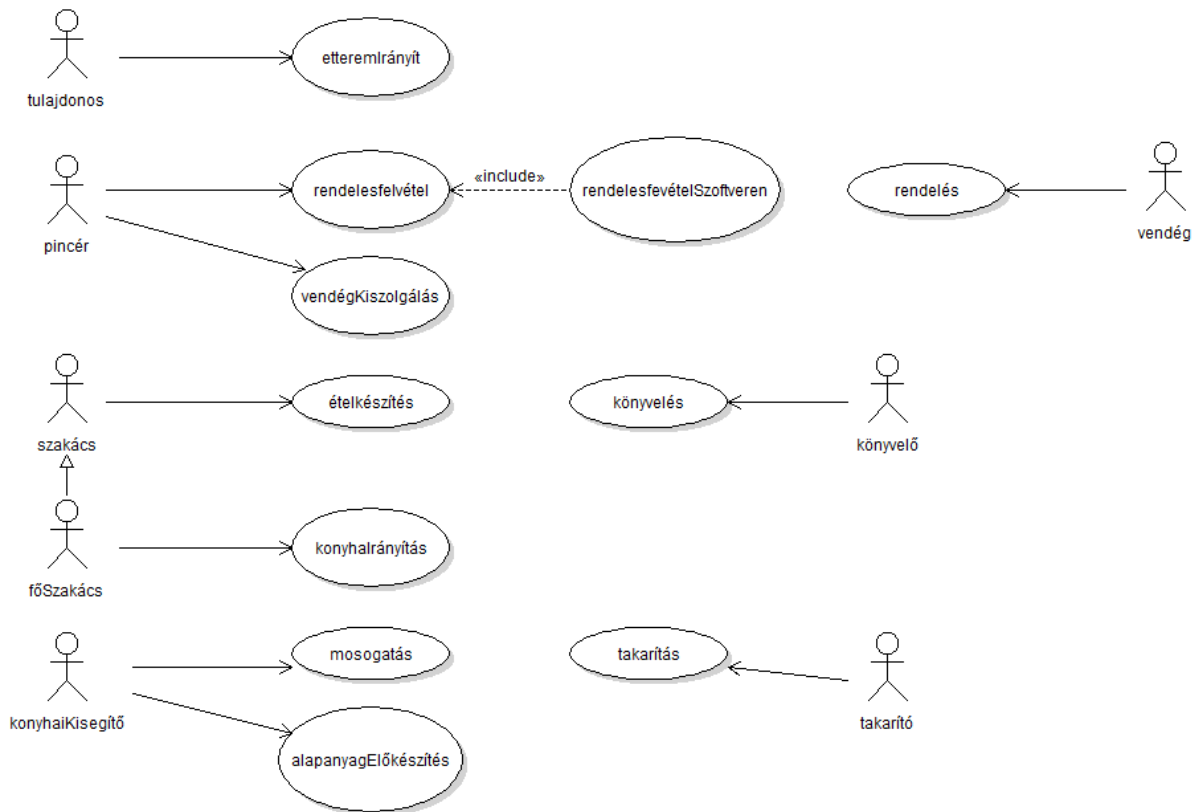 etteremIrányít
tulajdonos
«include»
rendelesfelvétel
rendelesfevételSzoftveren
rendelés
pincér
vendég
vendégKiszolgálás
ételkészítés
könyvelés
szakács
könyvelő
konyhaIrányítás
főSzakács
mosogatás
takarítás
konyhaiKisegítő
takarító
alapanyagElőkészítés